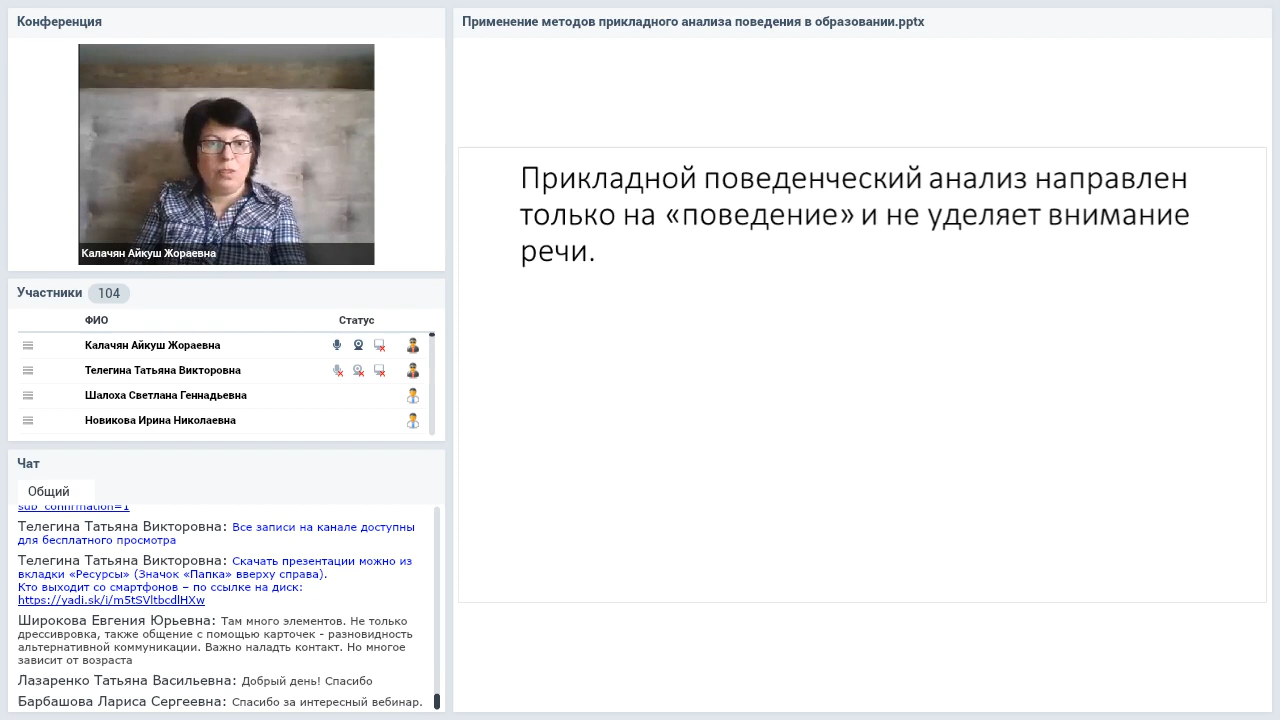 Конференция
Калачян Айкуш Жораевна
Участники 104
ФИО Статус
Калачян Айкуш Жораевна
Телегина Татьяна Викторовна
Шалоха Светлана Геннадьевна
Новикова Ирина Николаевна
Чат
Общий
sub_confirmation=1
Телегина Татьяна Викторовна: Все записи на канале доступны
для бесплатного просмотра
Телегина Татьяна Викторовна: Скачать презентации можно из
вкладки «Ресурсы» (Значок «Папка» вверху справа).
Кто выходит со смартфонов – по ссылке на диск:
https://yadi.sk/i/m5tSVltbcdlHXw
Широкова Евгения Юрьевна: Там много элементов. Не только
дрессивровка, также общение с помощью карточек - разновидность
альтернативной коммуникации. Важно наладть контакт. Но многое
зависит от возраста
Лазаренко Татьяна Васильевна: Добрый день! Спасибо
Барбашова Лариса Сергеевна: Спасибо за интересный вебинар.
Применение методов прикладного анализа поведения в образовании.pptx
Прикладной поведенческий анализ направлен
только на «поведение» и не уделяет внимание
речи.